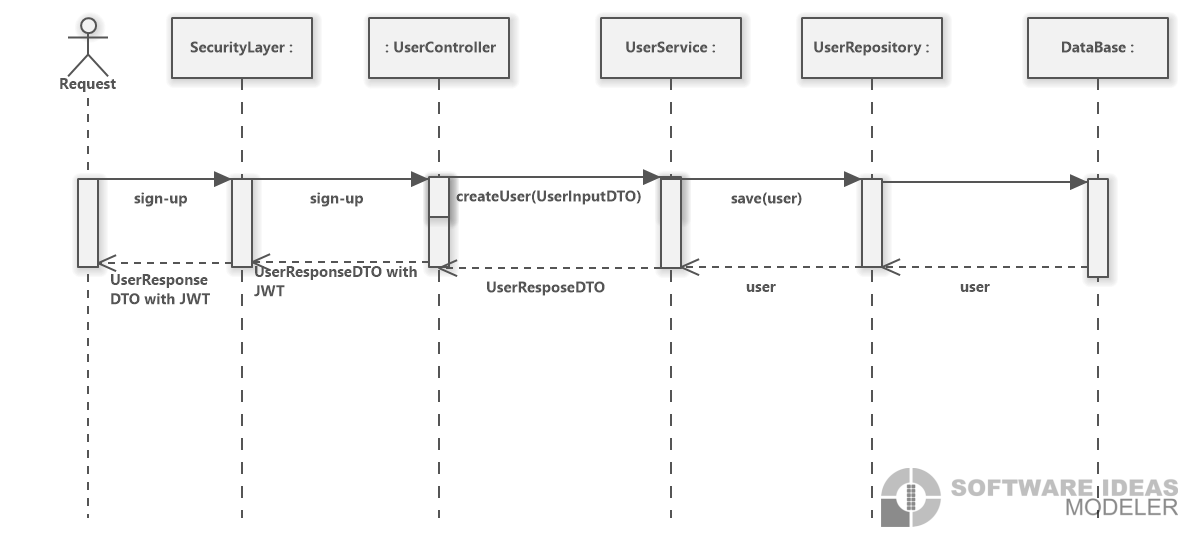 SecurityLayer :
: UserController
UserService :
UserRepository :
DataBase :
Request
sign-up
sign-up
createUser(UserInputDTO)
save(user)
UserResponse
DTO with JWT
UserResponseDTO with
JWT
UserResposeDTO
user
user
SOFTWARE IDEAS
MODELER